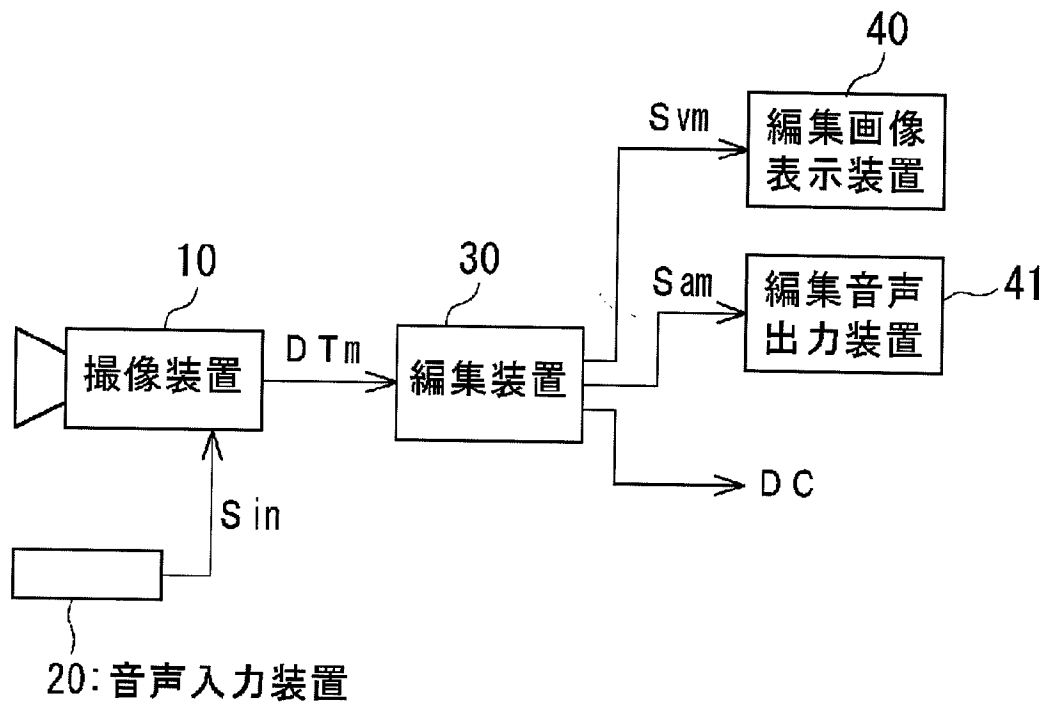 40
Svm
編集画像
表示装置
10
30
Sam
編集音声
出力装置
41
撮像装置
DTm
編集装置
Sin
DC
20:音声入力装置